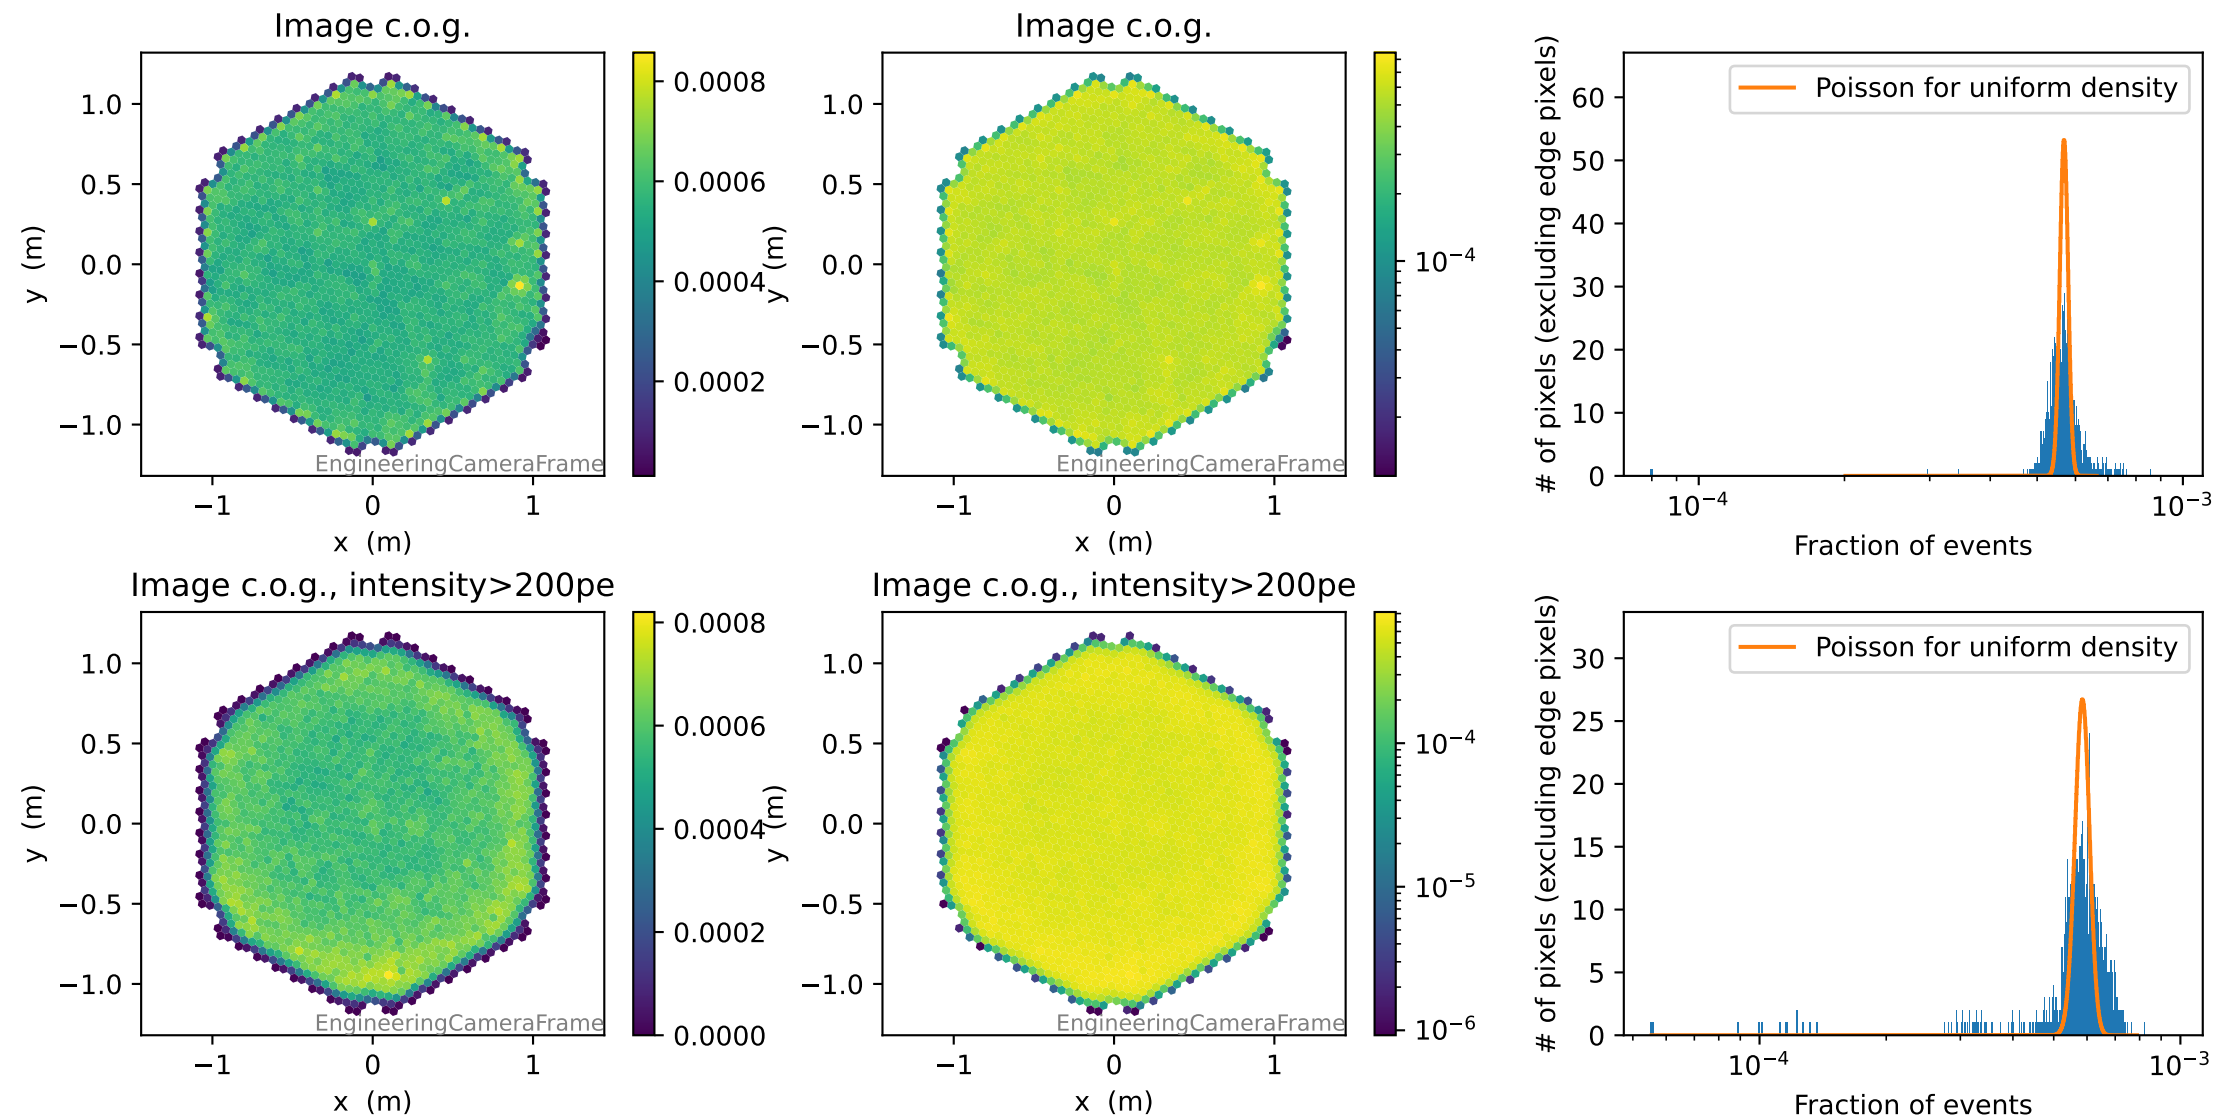 Image c.o.g.
1.0
0.5
0.0
−0.5
−1.0
y (m)
EngineeringCameraFrame
−1
0
1
x (m)
0.0008
0.0006
0.0004
0.0002
Image c.o.g.
1.0
0.5
0.0
−0.5
−1.0
y (m)
EngineeringCameraFrame
−1
0
1
x (m)
10−4
# of pixels (excluding edge pixels)
60
50
40
30
20
10
0
Poisson for uniform density
10−4
10−3
Fraction of events
Image c.o.g., intensity>200pe
1.0
0.5
0.0
−0.5
−1.0
y (m)
EngineeringCameraFrame
−1
0
1
x (m)
0.0008
0.0006
0.0004
0.0002
0.0000
Image c.o.g., intensity>200pe
1.0
0.5
0.0
−0.5
−1.0
y (m)
EngineeringCameraFrame
−1
0
1
x (m)
10−4
10−5
10−6
# of pixels (excluding edge pixels)
30
25
20
15
10
5
0
Poisson for uniform density
10−4
10−3
Fraction of events